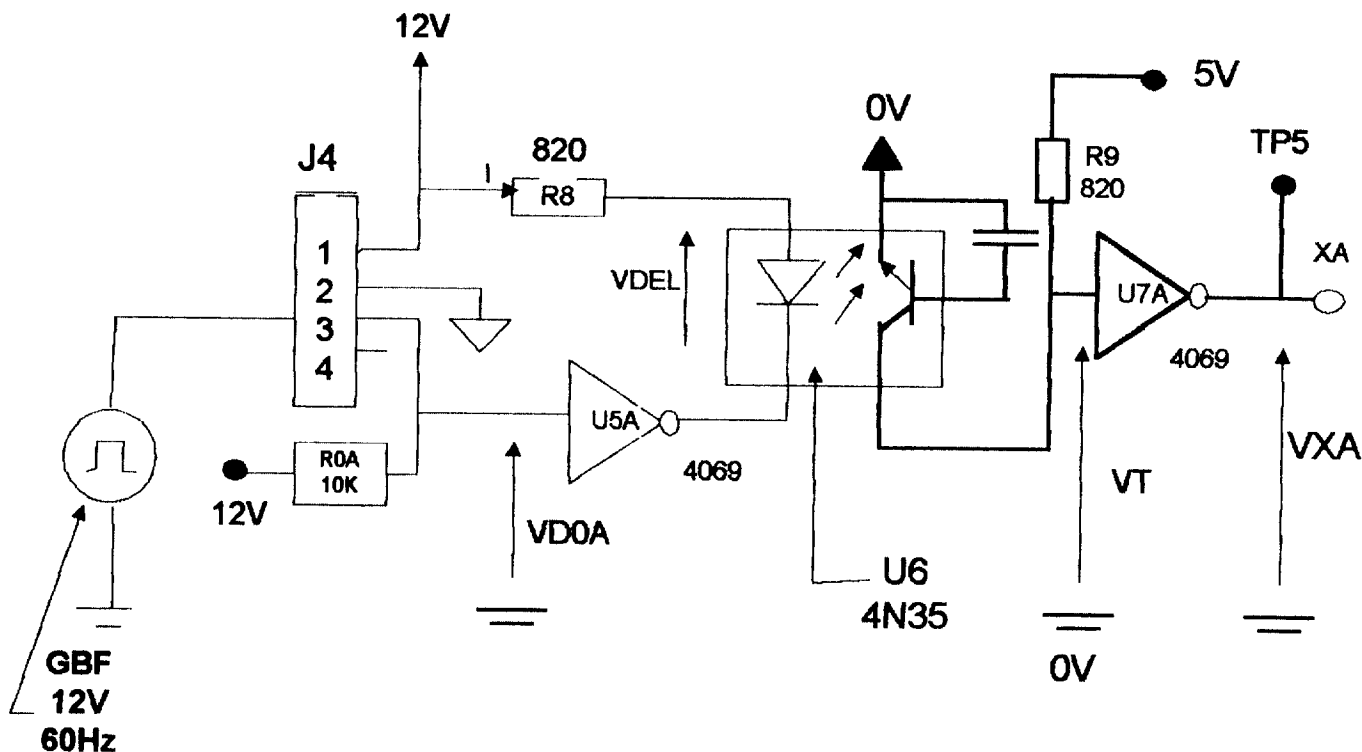 12V
J4
1
2
3
4
I
820
R8
0V
5V
R9
820
TP5
XA
VDEL
U7A
4069
U5A
4069
R0A
10K
12V
VD0A
VT
VXA
U6
4N35
0V
GBF
12V
60Hz